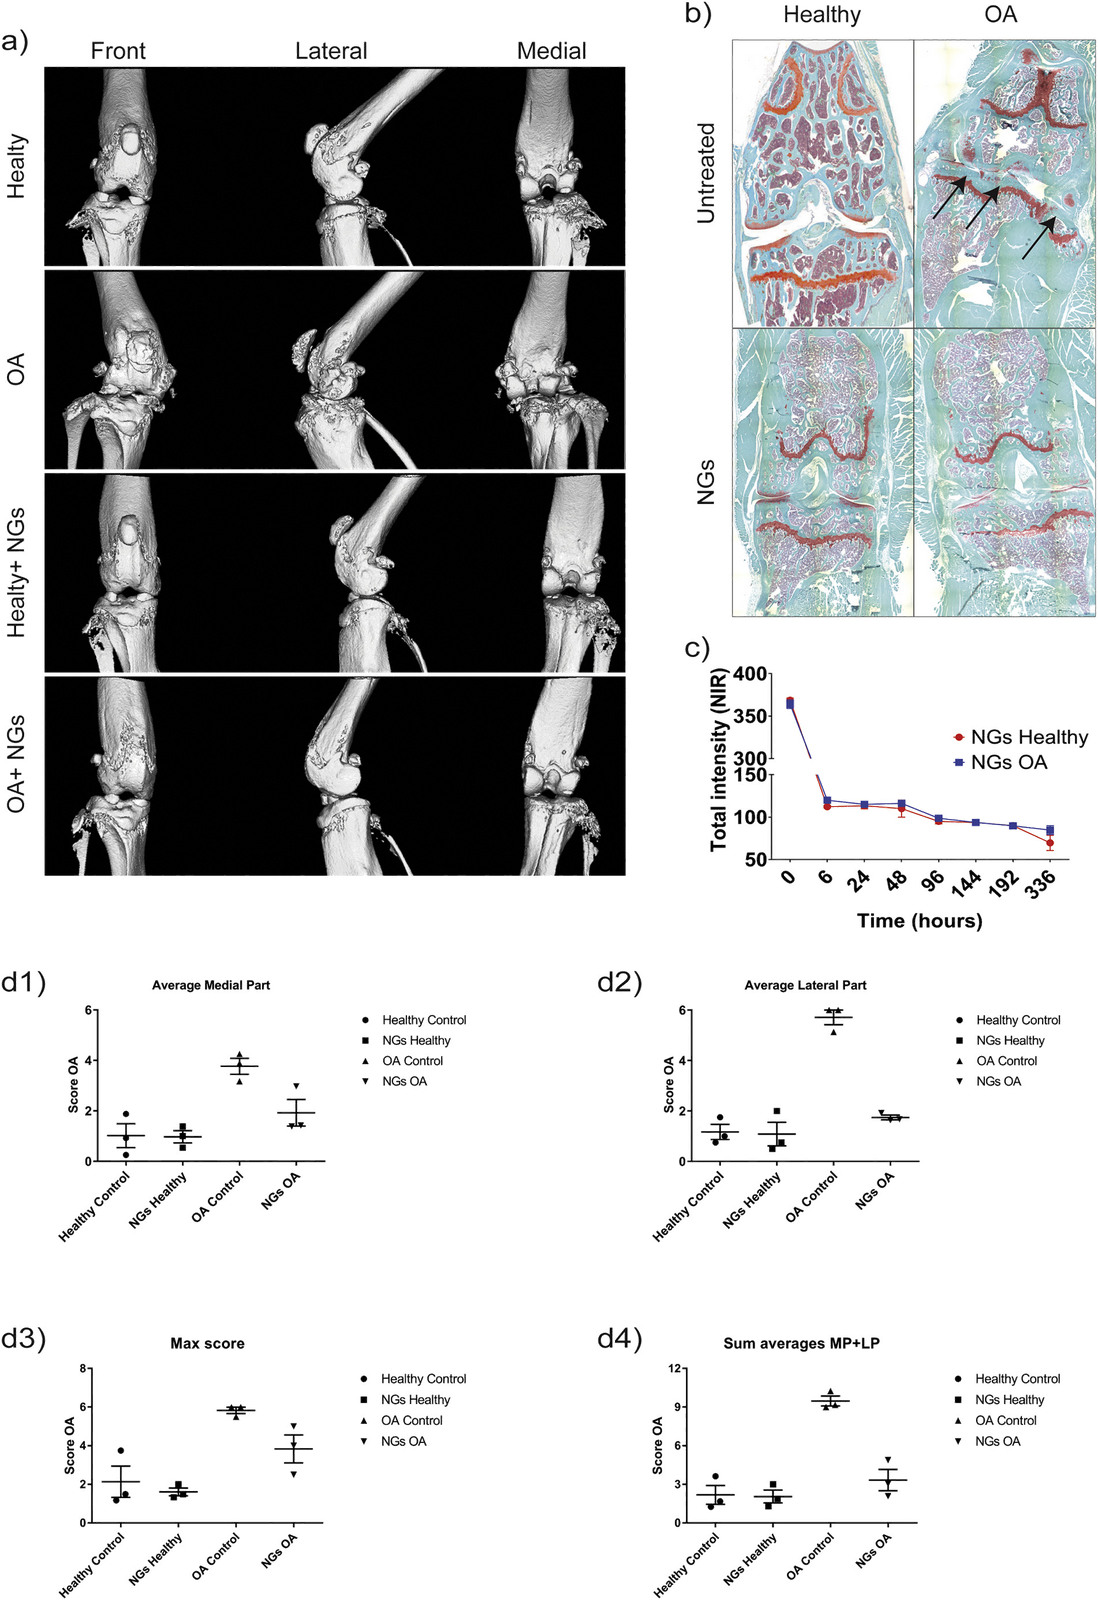 a)
Front Lateral Medial
Healty
OA
Healty+ NGs
OA+ NGs
b)
Healthy OA
Untreated
NGs
c)
Total intensity (NIR)
400
350
300
150
100
50
0 6 24 48 96 144 192 336
Time (hours)
NGs Healthy
NGs OA
d1)
Average Medial Part
Score OA
6
4
2
0
Healthy Control NGs Healthy OA Control NGs OA
Healthy Control
NGs Healthy
OA Control
NGs OA
d2)
Average Lateral Part
Score OA
6
4
2
0
Healthy Control NGs Healthy OA Control NGs OA
Healthy Control
NGs Healthy
OA Control
NGs OA
d3)
Max score
Score OA
8
6
4
2
0
Healthy Control NGs Healthy OA Control NGs OA
Healthy Control
NGs Healthy
OA Control
NGs OA
d4)
Sum averages MP+LP
Score OA
12
9
6
3
0
Healthy Control NGs Healthy OA Control NGs OA
Healthy Control
NGs Healthy
OA Control
NGs OA